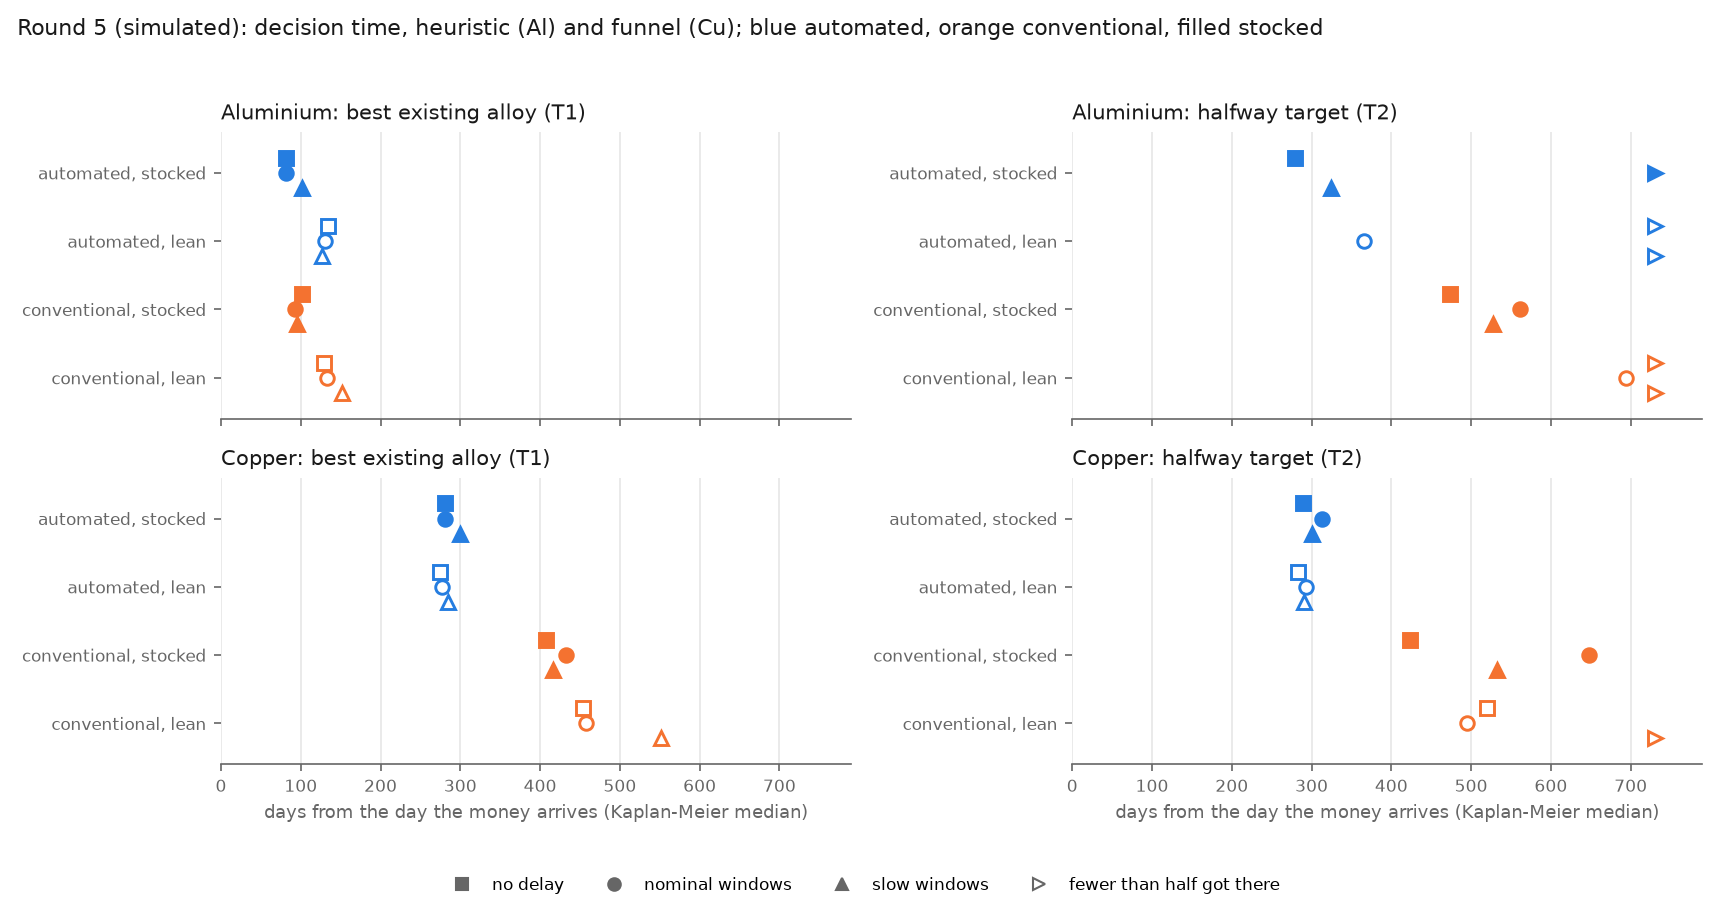 Round 5 (simulated): decision time, heuristic (Al) and funnel (Cu); blue automated, orange conventional, filled stocked
Aluminium: best existing alloy (T1)
automated, stocked
automated, lean
conventional, stocked
conventional, lean
Aluminium: halfway target (T2)
automated, stocked
automated, lean
conventional, stocked
conventional, lean
Copper: best existing alloy (T1)
automated, stocked
automated, lean
conventional, stocked
conventional, lean
0 100 200 300 400 500 600 700
days from the day the money arrives (Kaplan-Meier median)
Copper: halfway target (T2)
automated, stocked
automated, lean
conventional, stocked
conventional, lean
0 100 200 300 400 500 600 700
days from the day the money arrives (Kaplan-Meier median)
no delay nominal windows slow windows fewer than half got there